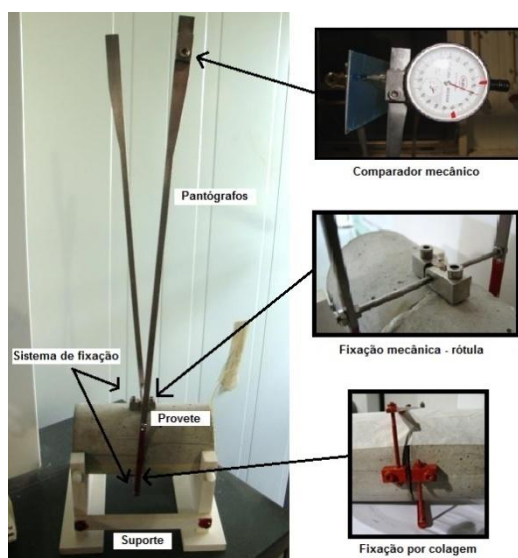 Comparador mecânico
Pantógrafos
Sistema de fixação
Fixação mecânica - rótula
Provete
Suporte
Fixação por colagem